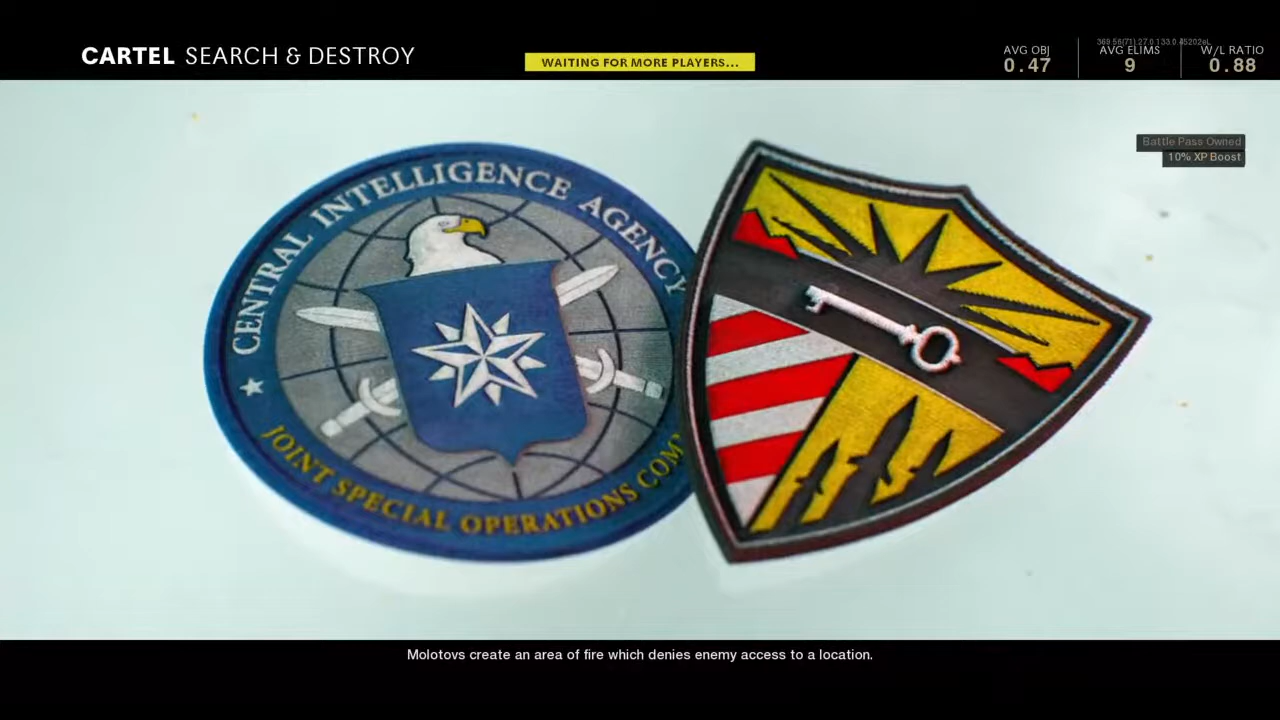 CARTEL SEARCH & DESTROY
WAITING FOR MORE PLAYERS...
AVG OBJ
0.47
AVG ELIMS
9
W/L RATIO
0.88
Battle Pass Owned
10% XP Boost
CENTRAL INTELLIGENCE AGENCY
JOINT SPECIAL OPERATIONS COM
Molotovs create an area of fire which denies enemy access to a location.